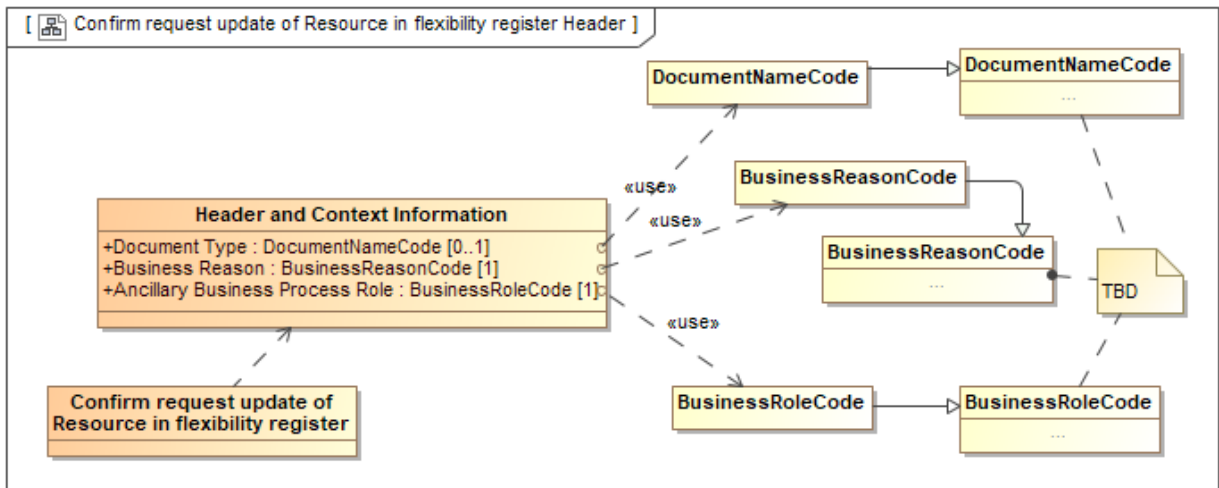 [ Confirm request update of Resource in flexibility register Header ]
DocumentNameCode
DocumentNameCode
...
«use»
BusinessReasonCode
«use»
Header and Context Information
+Document Type : DocumentNameCode [0..1]
+Business Reason : BusinessReasonCode [1]
+Ancillary Business Process Role : BusinessRoleCode [1]
BusinessReasonCode
...
TBD
«use»
Confirm request update of
Resource in flexibility register
BusinessRoleCode
BusinessRoleCode
...